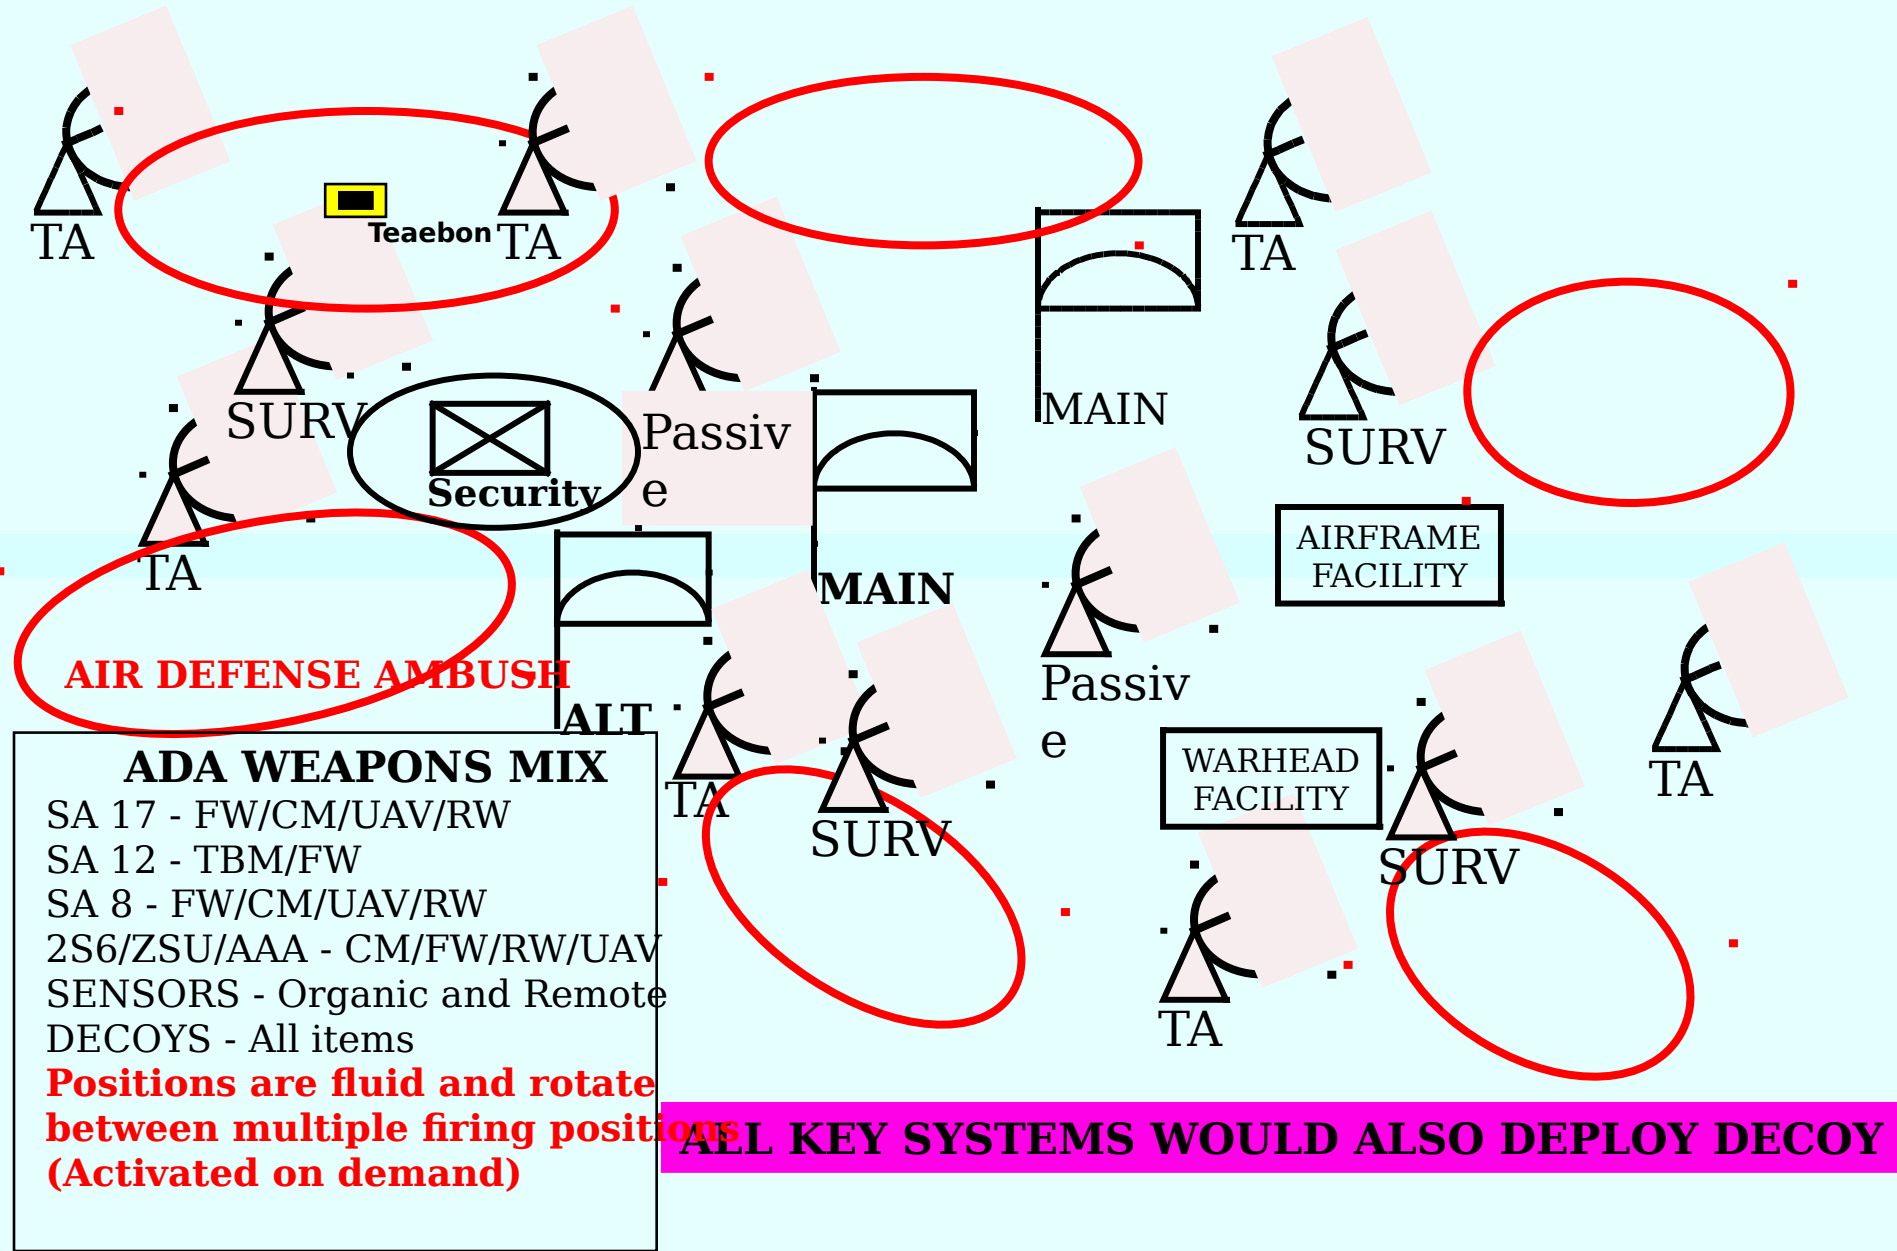 TA
Teaebon
TA
TA
SURV
MAIN
SURV
Passiv
e
Security
TA
MAIN
AIRFRAME
FACILITY
AIR DEFENSE AMBUSH
ALT
Passiv
e
TA
SURV
WARHEAD
FACILITY
TA
SURV
TA
ADA WEAPONS MIX
SA 17 - FW/CM/UAV/RW
SA 12 - TBM/FW
SA 8 - FW/CM/UAV/RW
2S6/ZSU/AAA - CM/FW/RW/UAV
SENSORS - Organic and Remote
DECOYS - All items
Positions are fluid and rotate
between multiple firing positions
(Activated on demand)
ALL KEY SYSTEMS WOULD ALSO DEPLOY DECOY